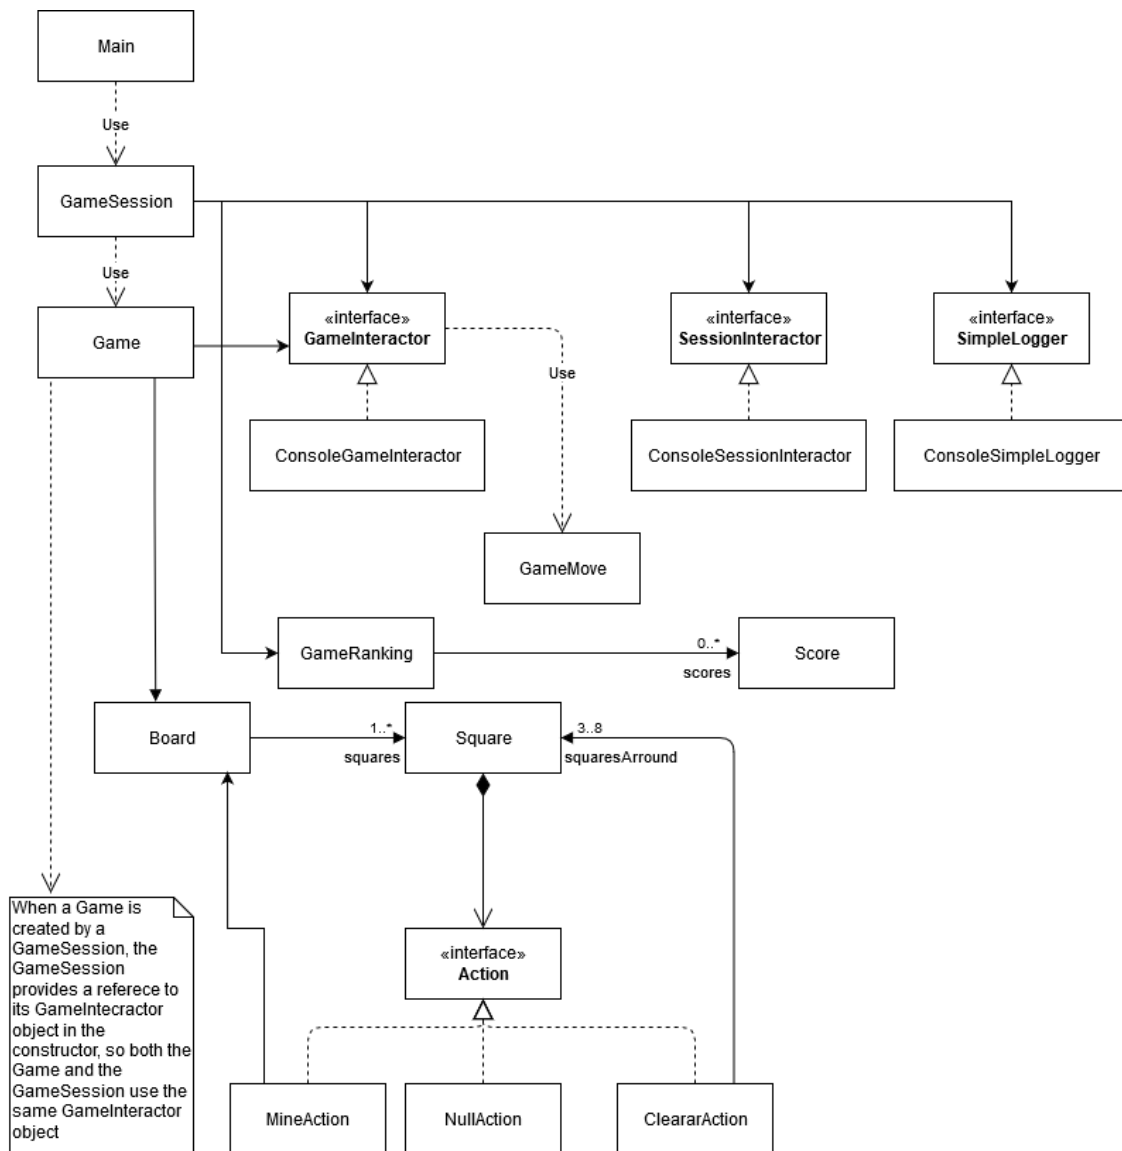 Main
Use
GameSession
Use
Game
«interface»
GameInteractor
«interface»
SessionInteractor
«interface»
SimpleLogger
Use
ConsoleGameInteractor
ConsoleSessionInteractor
ConsoleSimpleLogger
GameMove
GameRanking
0..*
scores
Score
Board
1..*
squares
Square
3..8
squaresArround
When a Game is
created by a
GameSession, the
GameSession
provides a referece to
its GameIntecractor
object in the
constructor, so both the
Game and the
GameSession use the
same GameInteractor
object
«interface»
Action
MineAction
NullAction
CleararAction